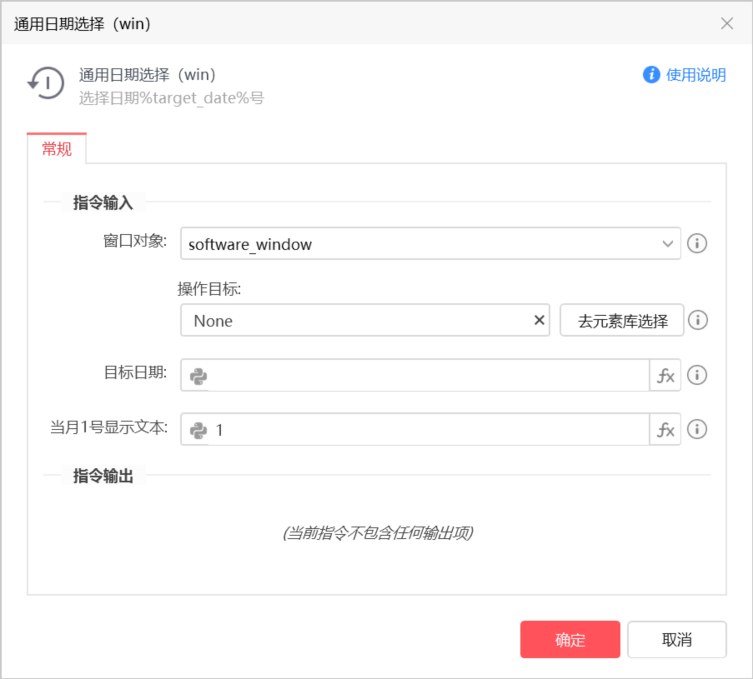 通用日期选择（win）
通用日期选择（win）
使用说明
选择日期%target_date%号
常规
指令输入
窗口对象:
software_window
操作目标:
None
去元素库选择
目标日期:
fx
当月1号显示文本:
1
fx
指令输出
(当前指令不包含任何输出项)
确定
取消